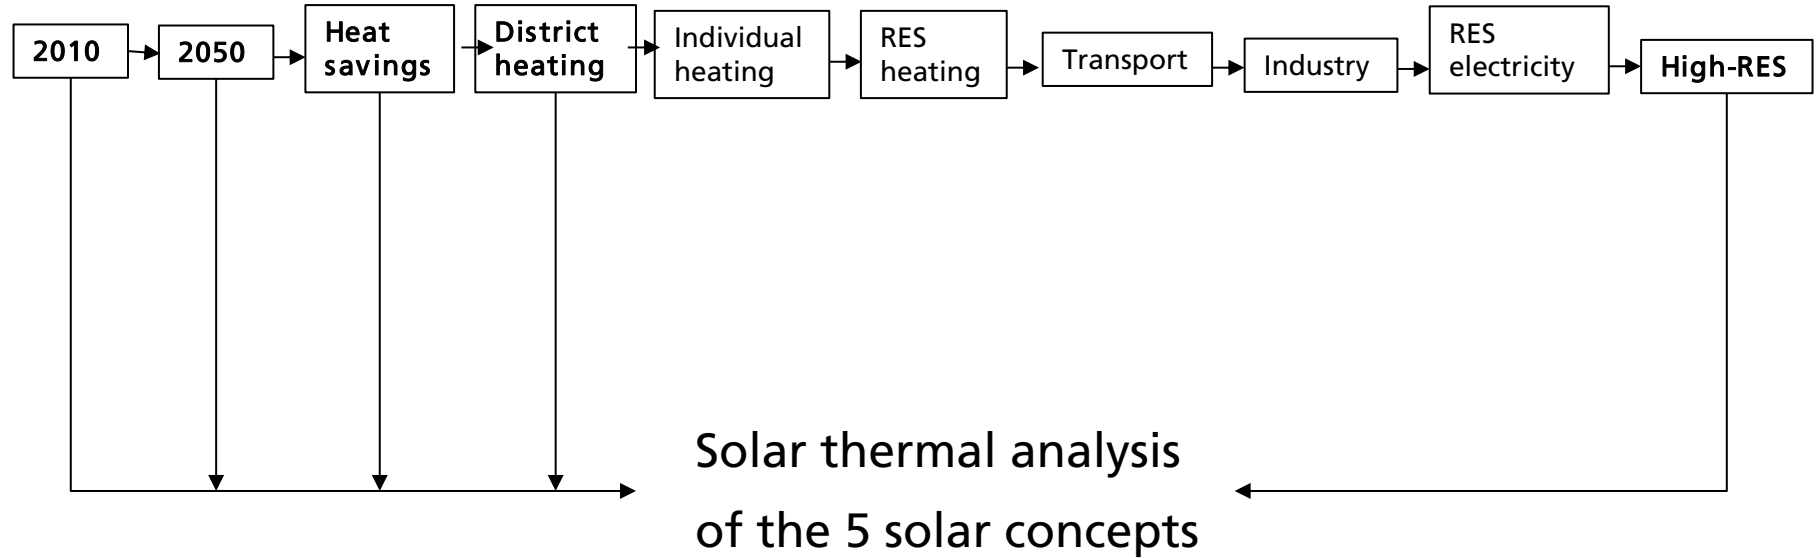 2010
2050
Heat
savings
District
heating
Individual
heating
RES
heating
Transport
Industry
RES
electricity
High-RES
Solar thermal analysis
of the 5 solar concepts